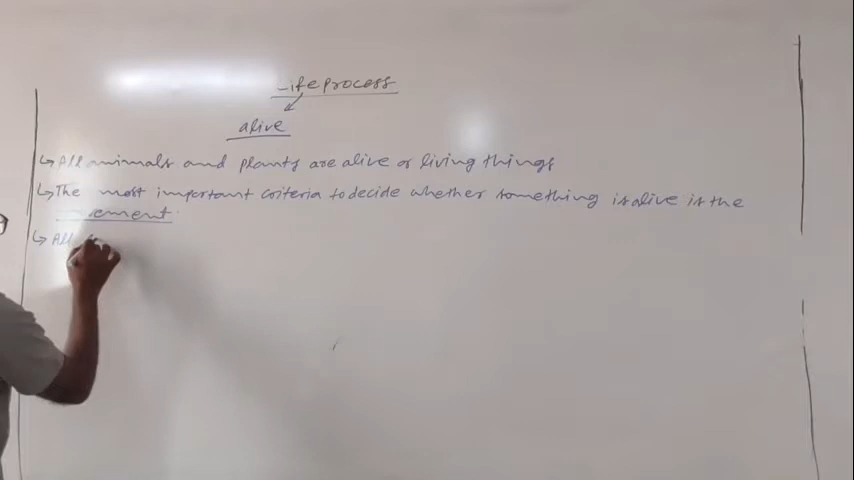 Life process
alive
↳ All animals and plants are alive or living things
↳ The most important criteria to decide whether something is alive is the
movement.
↳ All